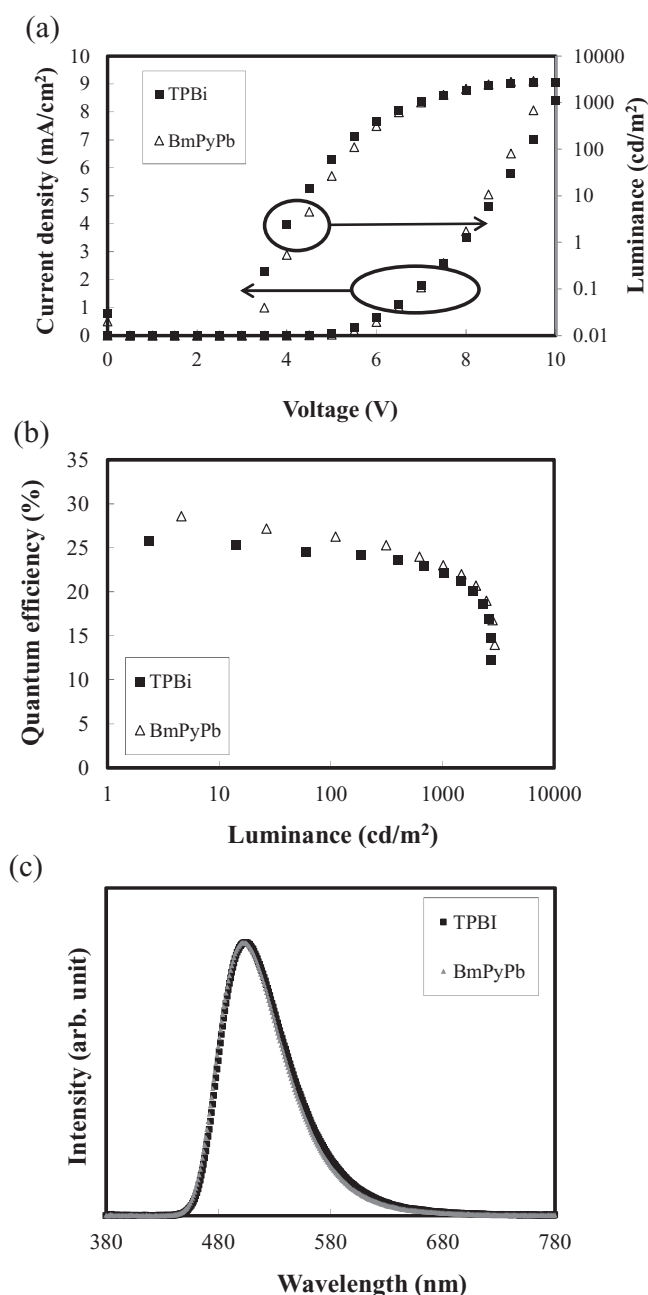 (a)
10
9
8
7
6
5
4
3
2
1
0
Current density (mA/cm²)
TPBi
BmPyPb
10000
1000
100
10
1
0.1
0.01
Luminance (cd/m²)
0 2 4 6 8 10
Voltage (V)
(b)
35
30
25
20
15
10
5
0
Quantum efficiency (%)
TPBi
BmPyPb
1 10 100 1000 10000
Luminance (cd/m²)
(c)
Intensity (arb. unit)
TPBI
BmPyPb
380 480 580 680 780
Wavelength (nm)